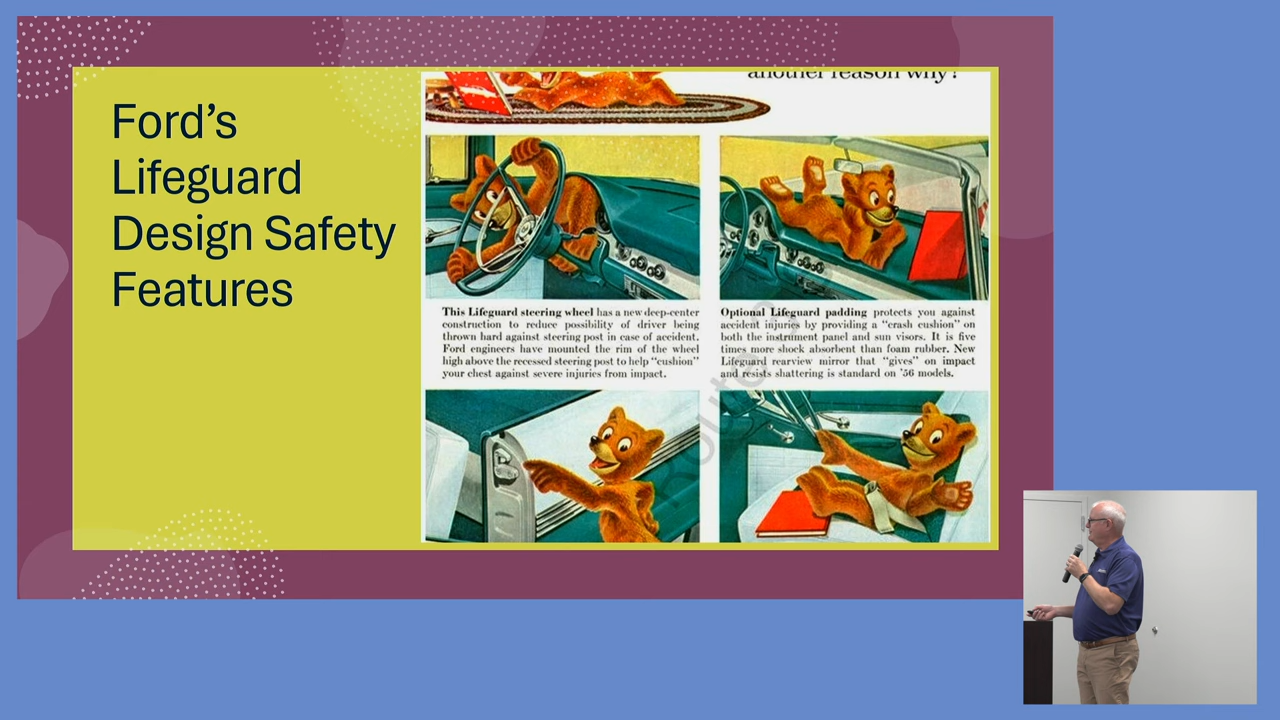 Ford's
Lifeguard
Design Safety
Features
another reason why?
This Lifeguard steering wheel has a new deep-center
construction to reduce possibility of driver being
thrown hard against steering post in case of accident.
Ford engineers have mounted the rim of the wheel
high above the recessed steering post to help "cushion"
your chest against severe injuries from impact.
Optional Lifeguard padding protects you against
accident injuries by providing a "crash cushion" on
both the instrument panel and sun visors. It is five
times more shock absorbent than foam rubber. New
Lifeguard rearview mirror that "gives" on impact
and resists shattering is standard on '56 models.